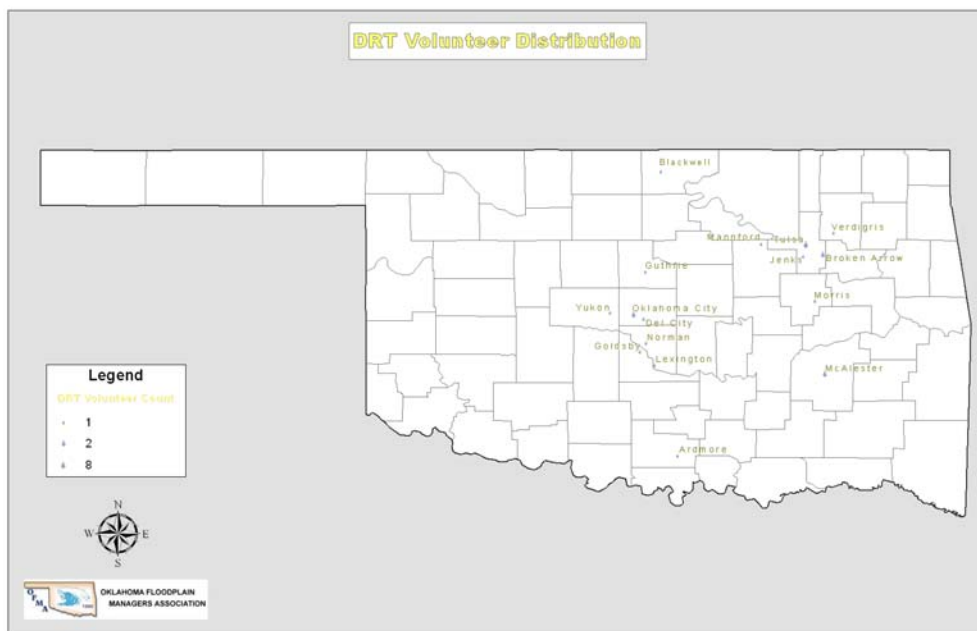 DRT Volunteer Distribution
Blackwell
Verdigris
Mannford
Tulsa
Jenks
Broken Arrow
Guthrie
Morris
Yukon
Oklahoma City
Del City
Norman
Goldsby
Lexington
McAlester
Ardmore
Legend
DRT Volunteer Count
1
2
8
N
W
E
S
OFMA
OKLAHOMA FLOODPLAIN
MANAGERS ASSOCIATION